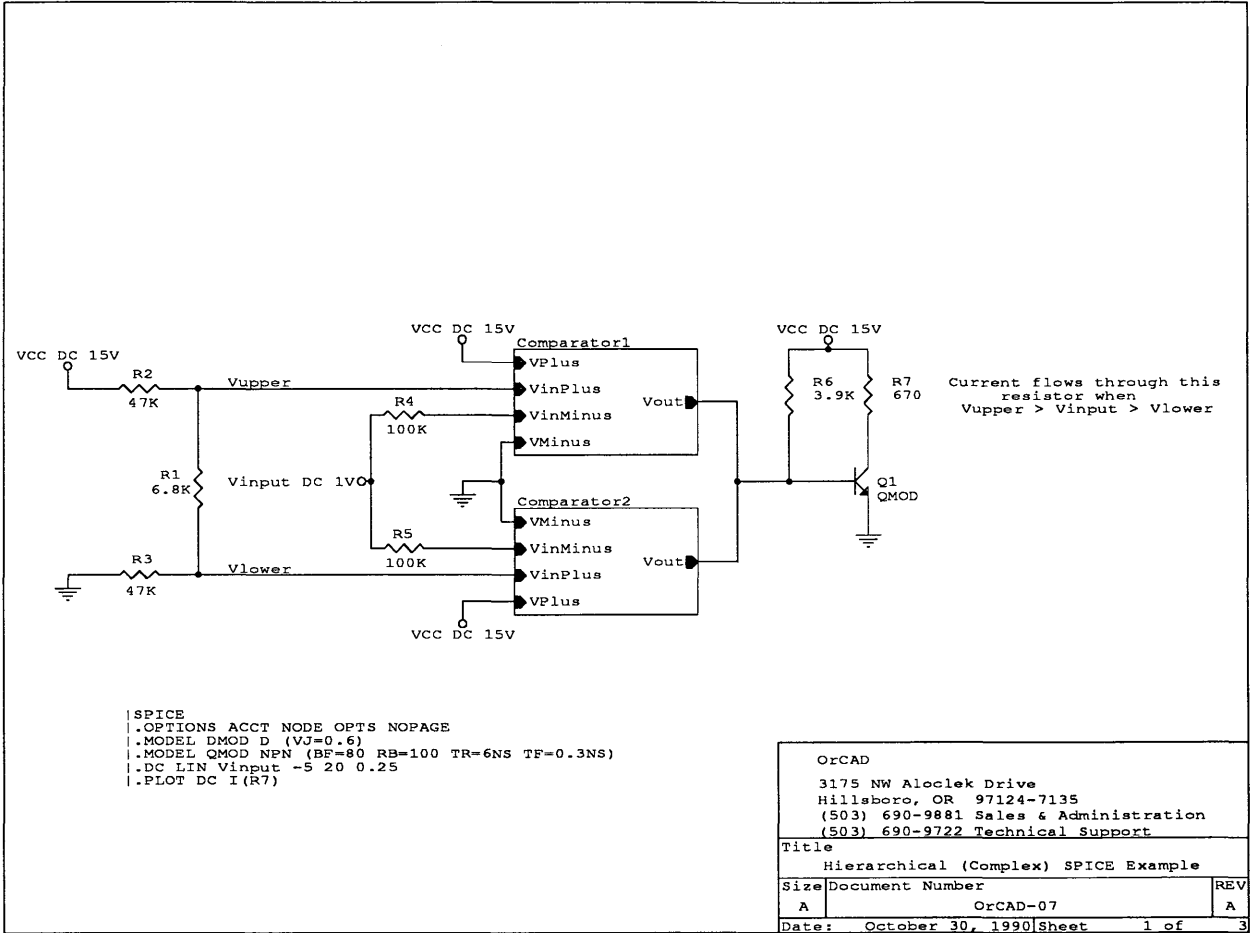 VCC DC 15V
R2
47K
Vupper
R1
6.8K
R3
47K
Vlower
Vinput DC 1V
R4
100K
R5
100K
VCC DC 15V
Comparator1
VPlus
VinPlus
VinMinus
VMinus
Vout
Comparator2
VMinus
VinMinus
VinPlus
VPlus
Vout
VCC DC 15V
VCC DC 15V
R6
3.9K
R7
670
Current flows through this
resistor when
Vupper > Vinput > Vlower
Q1
QMOD
|SPICE
|.OPTIONS ACCT NODE OPTS NOPAGE
|.MODEL DMOD D (VJ=0.6)
|.MODEL QMOD NPN (BF=80 RB=100 TR=6NS TF=0.3NS)
|.DC LIN Vinput -5 20 0.25
|.PLOT DC I(R7)
OrCAD
3175 NW Aloclek Drive
Hillsboro, OR 97124-7135
(503) 690-9881 Sales & Administration
(503) 690-9722 Technical Support
Title
Hierarchical (Complex) SPICE Example
Size Document Number REV
A OrCAD-07 A
Date: October 30, 1990 Sheet 1 of 3